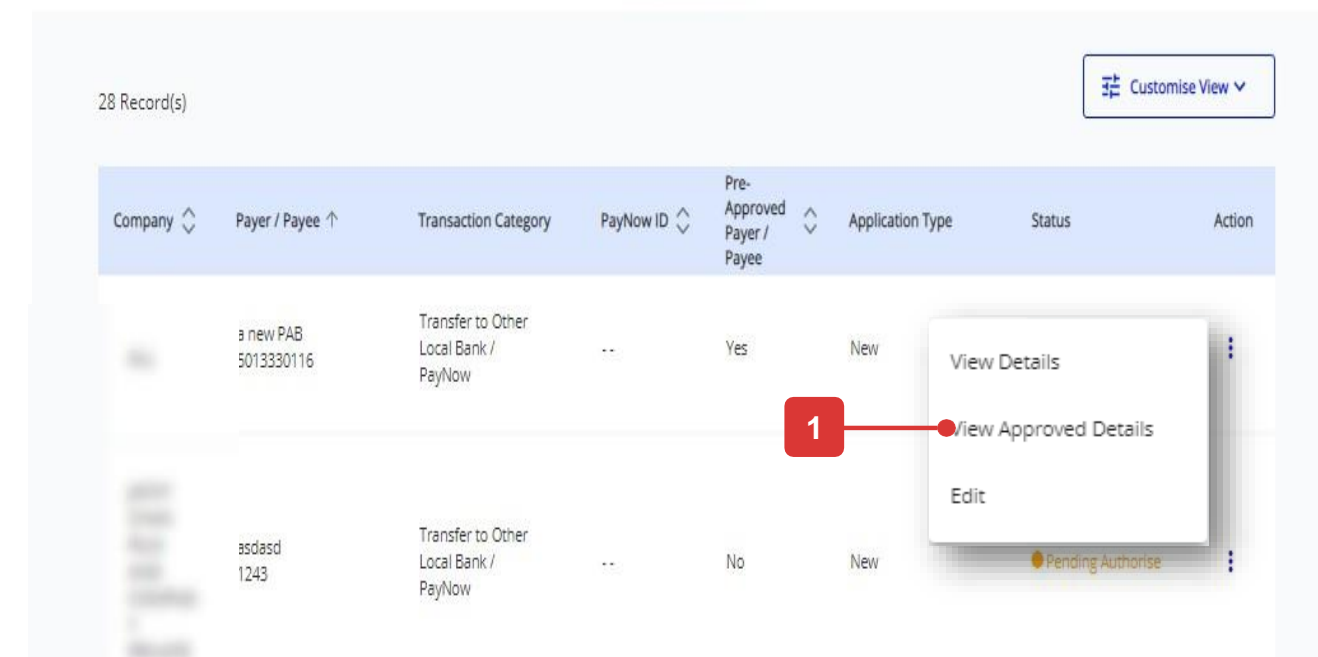 28 Record(s)
Customise View
Company
Payer / Payee
Transaction Category
PayNow ID
Pre-
Approved
Payer /
Payee
Application Type
Status
Action
a new PAB
5013330116
Transfer to Other
Local Bank /
PayNow
--
Yes
New
View Details
1
View Approved Details
Edit
asdasd
1243
Transfer to Other
Local Bank /
PayNow
--
No
New
Pending Authorise